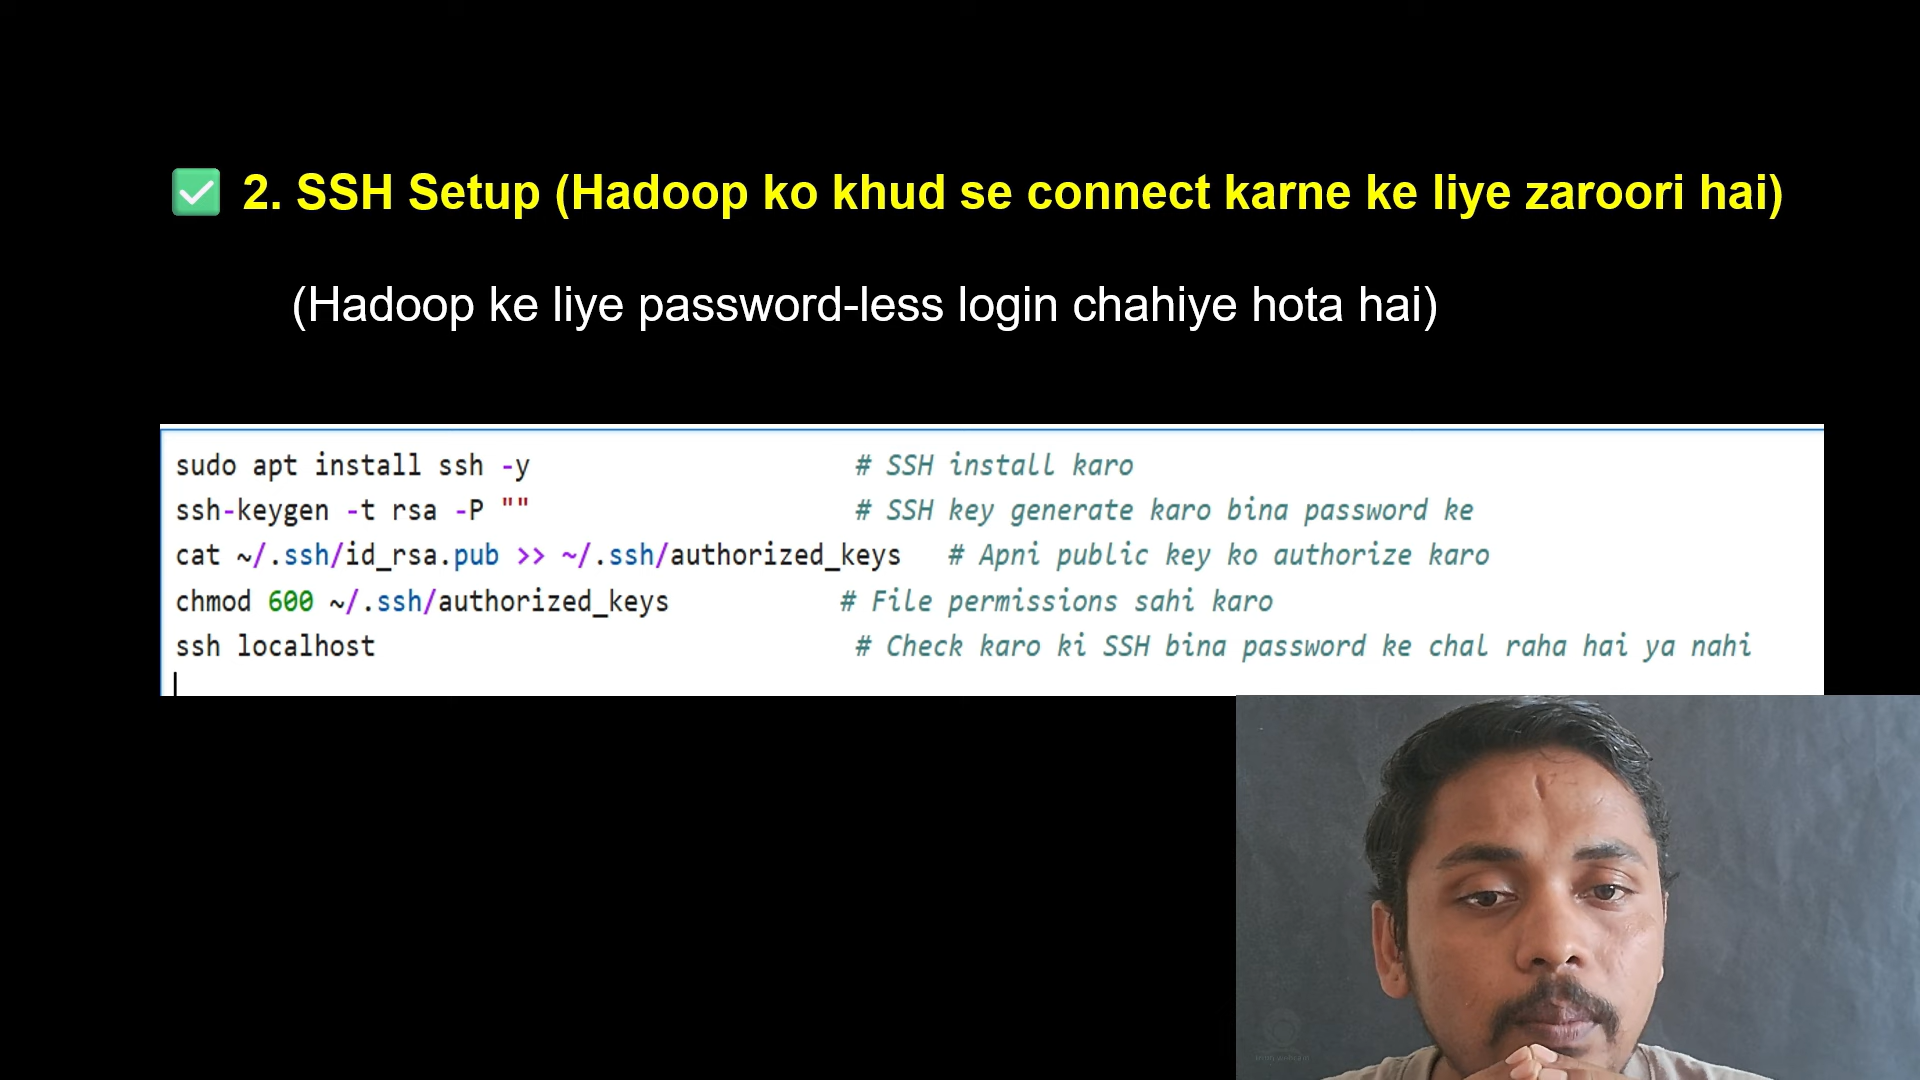 ✅ 2. SSH Setup (Hadoop ko khud se connect karne ke liye zaroori hai)
(Hadoop ke liye password-less login chahiye hota hai)
sudo apt install ssh -y # SSH install karo
ssh-keygen -t rsa -P "" # SSH key generate karo bina password ke
cat ~/.ssh/id_rsa.pub >> ~/.ssh/authorized_keys # Apni public key ko authorize karo
chmod 600 ~/.ssh/authorized_keys # File permissions sahi karo
ssh localhost # Check karo ki SSH bina password ke chal raha hai ya nahi